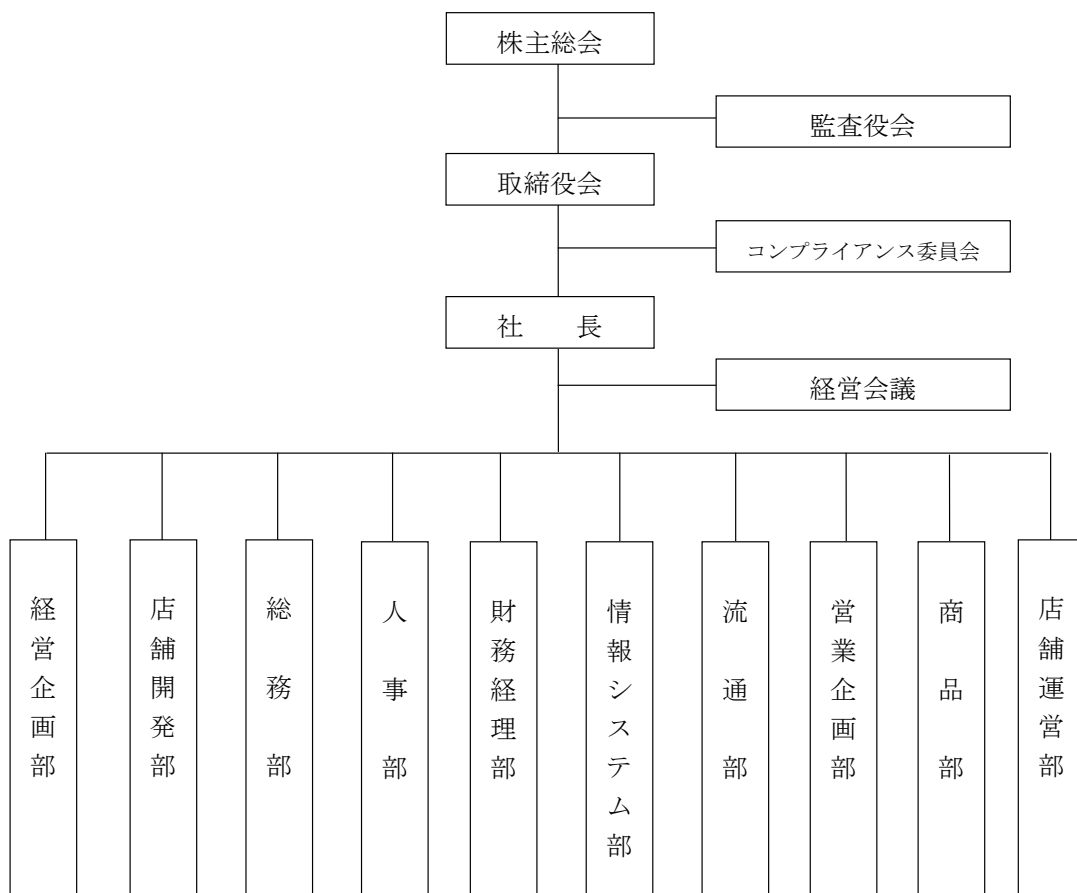 株主総会
監査役会
取締役会
コンプライアンス委員会
社　　長
経営会議
経営企画部
店舗開発部
総務部
人事部
財務経理部
情報システム部
流通部
営業企画部
商品部
店舗運営部